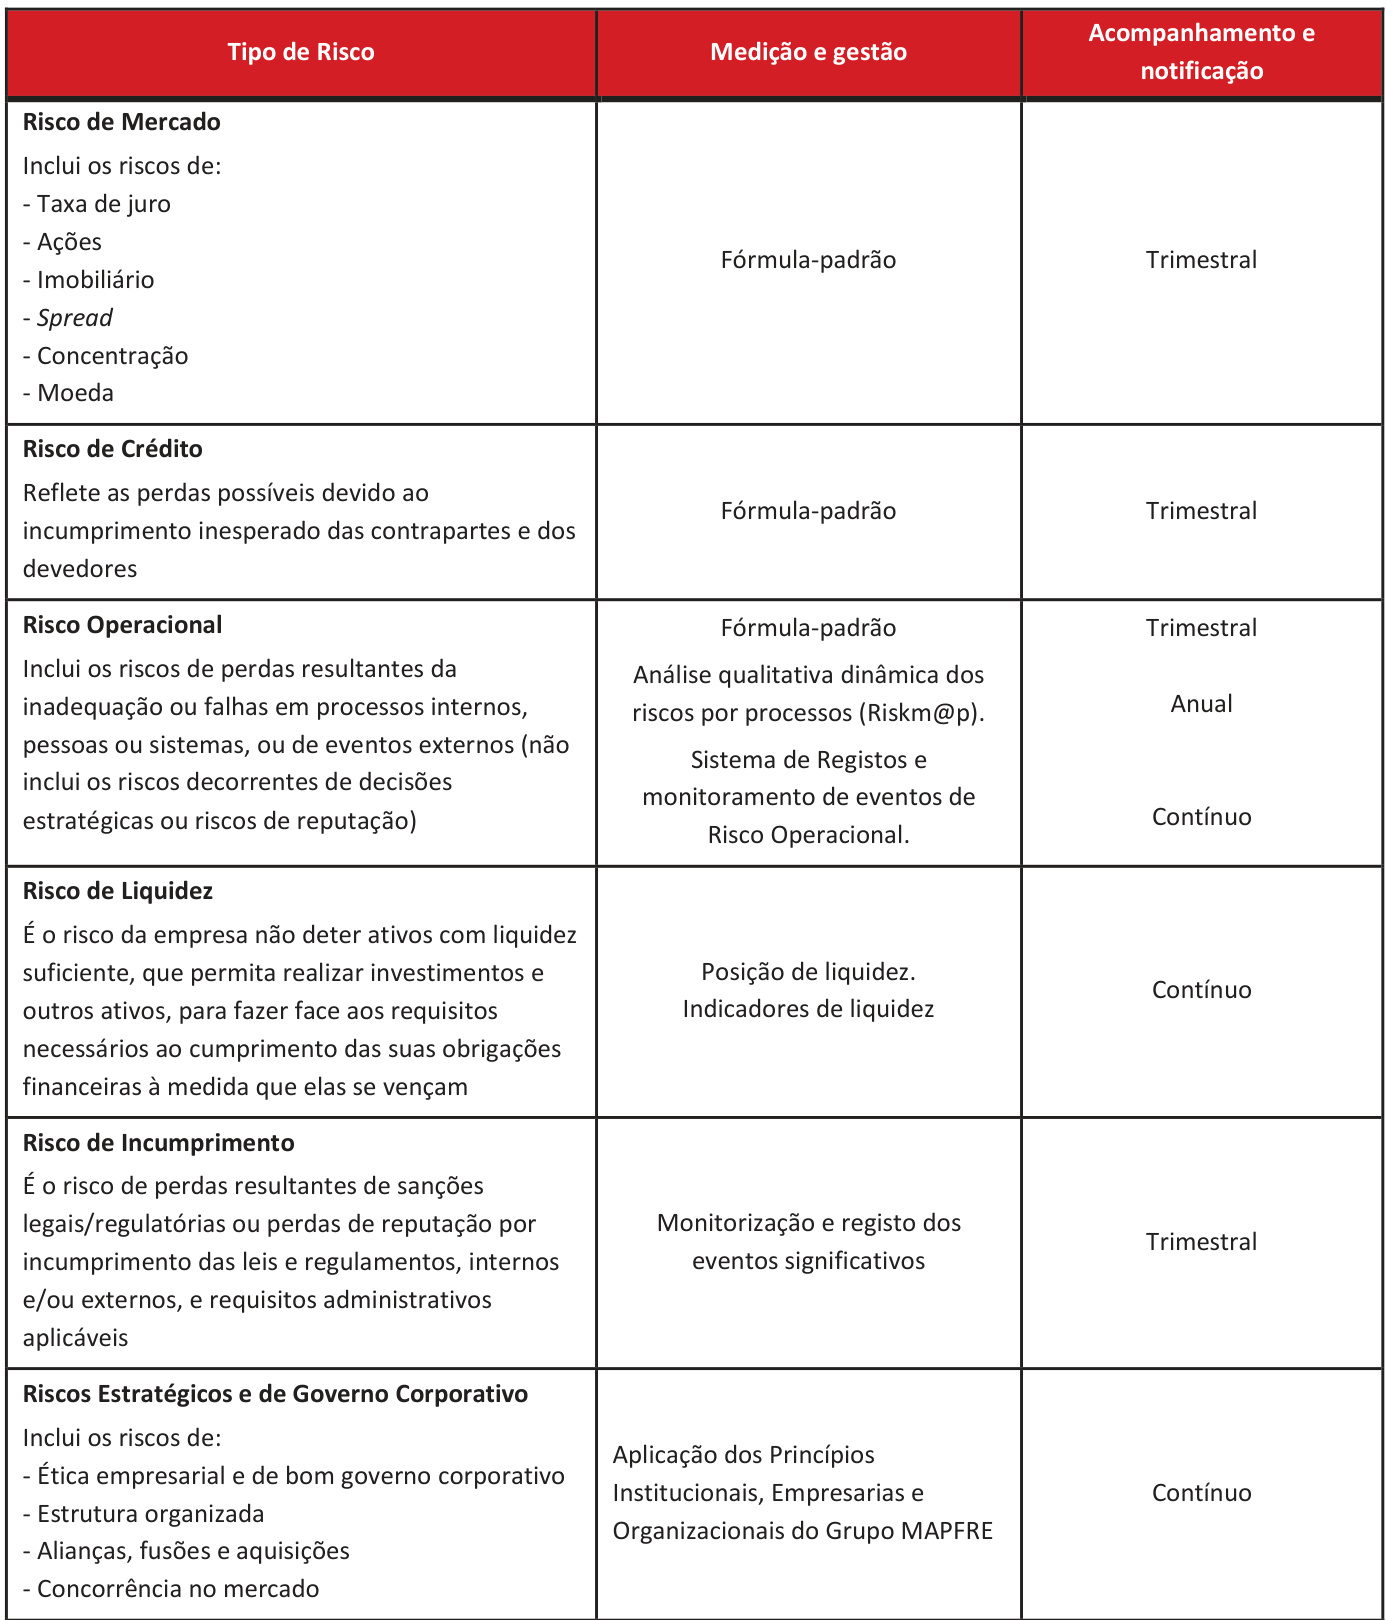 Tipo de Risco
Medição e gestão
Acompanhamento e
notificação
Risco de Mercado
Inclui os riscos de:
- Taxa de juro
- Ações
- Imobiliário
- Spread
- Concentração
- Moeda
Fórmula-padrão
Trimestral
Risco de Crédito
Reflete as perdas possíveis devido ao
incumprimento inesperado das contrapartes e dos
devedores
Fórmula-padrão
Trimestral
Risco Operacional
Inclui os riscos de perdas resultantes da
inadequação ou falhas em processos internos,
pessoas ou sistemas, ou de eventos externos (não
inclui os riscos decorrentes de decisões
estratégicas ou riscos de reputação)
Fórmula-padrão
Trimestral
Análise qualitativa dinâmica dos
riscos por processos (Riskm@p).
Anual
Sistema de Registos e
monitoramento de eventos de
Risco Operacional.
Contínuo
Risco de Liquidez
É o risco da empresa não deter ativos com liquidez
suficiente, que permita realizar investimentos e
outros ativos, para fazer face aos requisitos
necessários ao cumprimento das suas obrigações
financeiras à medida que elas se vençam
Posição de liquidez.
Indicadores de liquidez
Contínuo
Risco de Incumprimento
É o risco de perdas resultantes de sanções
legais/regulatórias ou perdas de reputação por
incumprimento das leis e regulamentos, internos
e/ou externos, e requisitos administrativos
aplicáveis
Monitorização e registo dos
eventos significativos
Trimestral
Riscos Estratégicos e de Governo Corporativo
Inclui os riscos de:
- Ética empresarial e de bom governo corporativo
- Estrutura organizada
- Alianças, fusões e aquisições
- Concorrência no mercado
Aplicação dos Princípios
Institucionais, Empresarias e
Organizacionais do Grupo MAPFRE
Contínuo